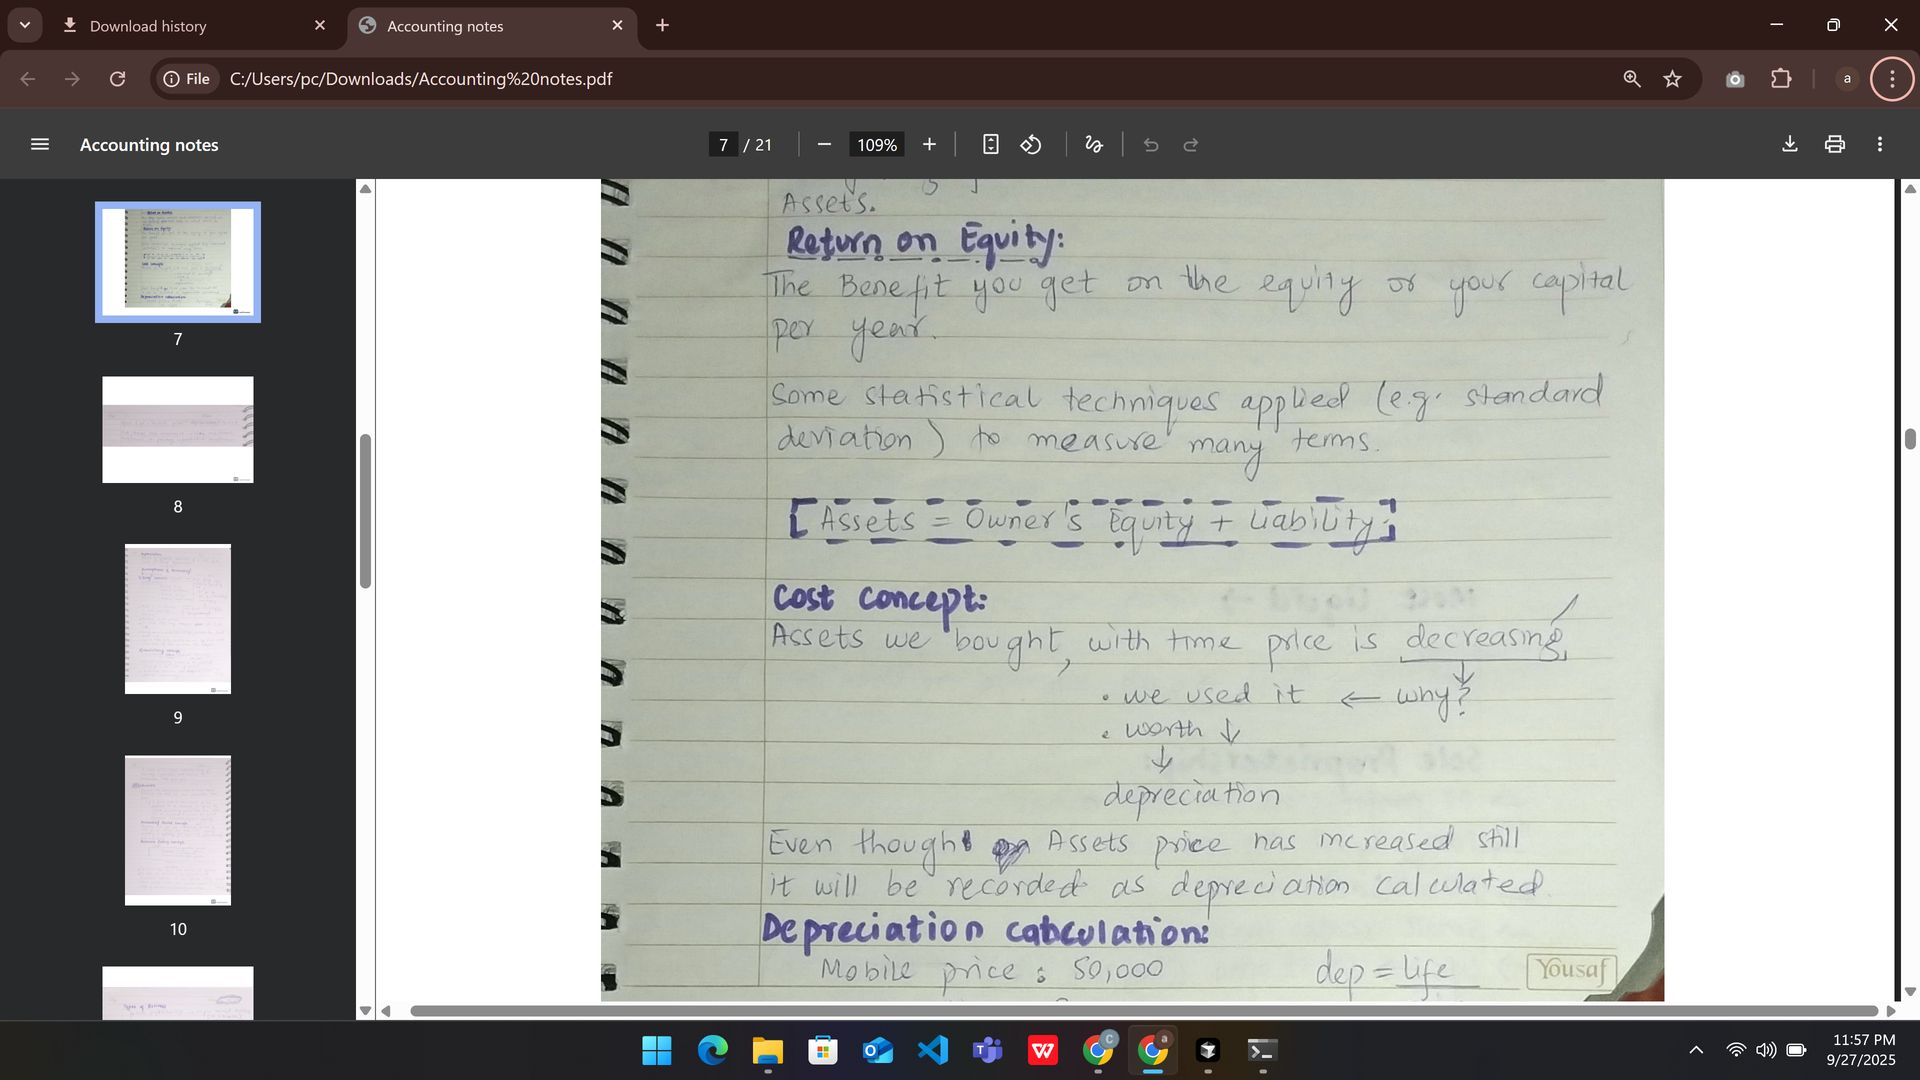 Download history
Accounting notes
File
C:/Users/pc/Downloads/Accounting%20notes.pdf
a
Accounting notes
7 / 21
109%
7
8
9
10
Assets.
Return on Equity:
The Benefit you get on the equity or your capital
per year.
Some statistical techniques applied (e.g. standard
deviation) to measure many terms.
[Assets = Owner's Equity + Liability]
Cost concept:
Assets we bought, with time price is decreasing
• we used it ← why?
• worth ↓
↓
depreciation
Even though Assets price has increased still
it will be recorded as depreciation calculated.
Depreciation calculation:
Mobile price : 50,000 dep = life
Yousaf
C
a
11:57 PM
9/27/2025